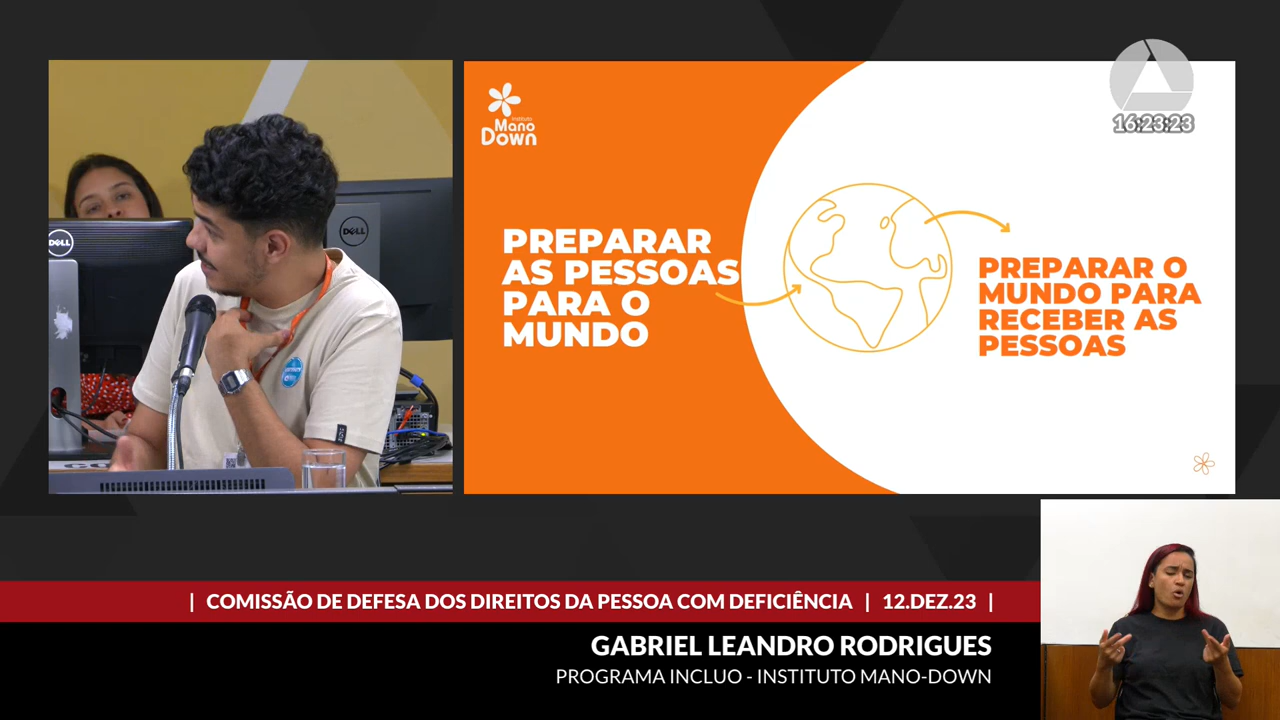 16:23:23
Instituto
Mano
Down
PREPARAR
AS PESSOAS
PARA O
MUNDO
PREPARAR O
MUNDO PARA
RECEBER AS
PESSOAS
DELL
DELL
| COMISSÃO DE DEFESA DOS DIREITOS DA PESSOA COM DEFICIÊNCIA | 12.DEZ.23 |
GABRIEL LEANDRO RODRIGUES
PROGRAMA INCLUO - INSTITUTO MANO-DOWN